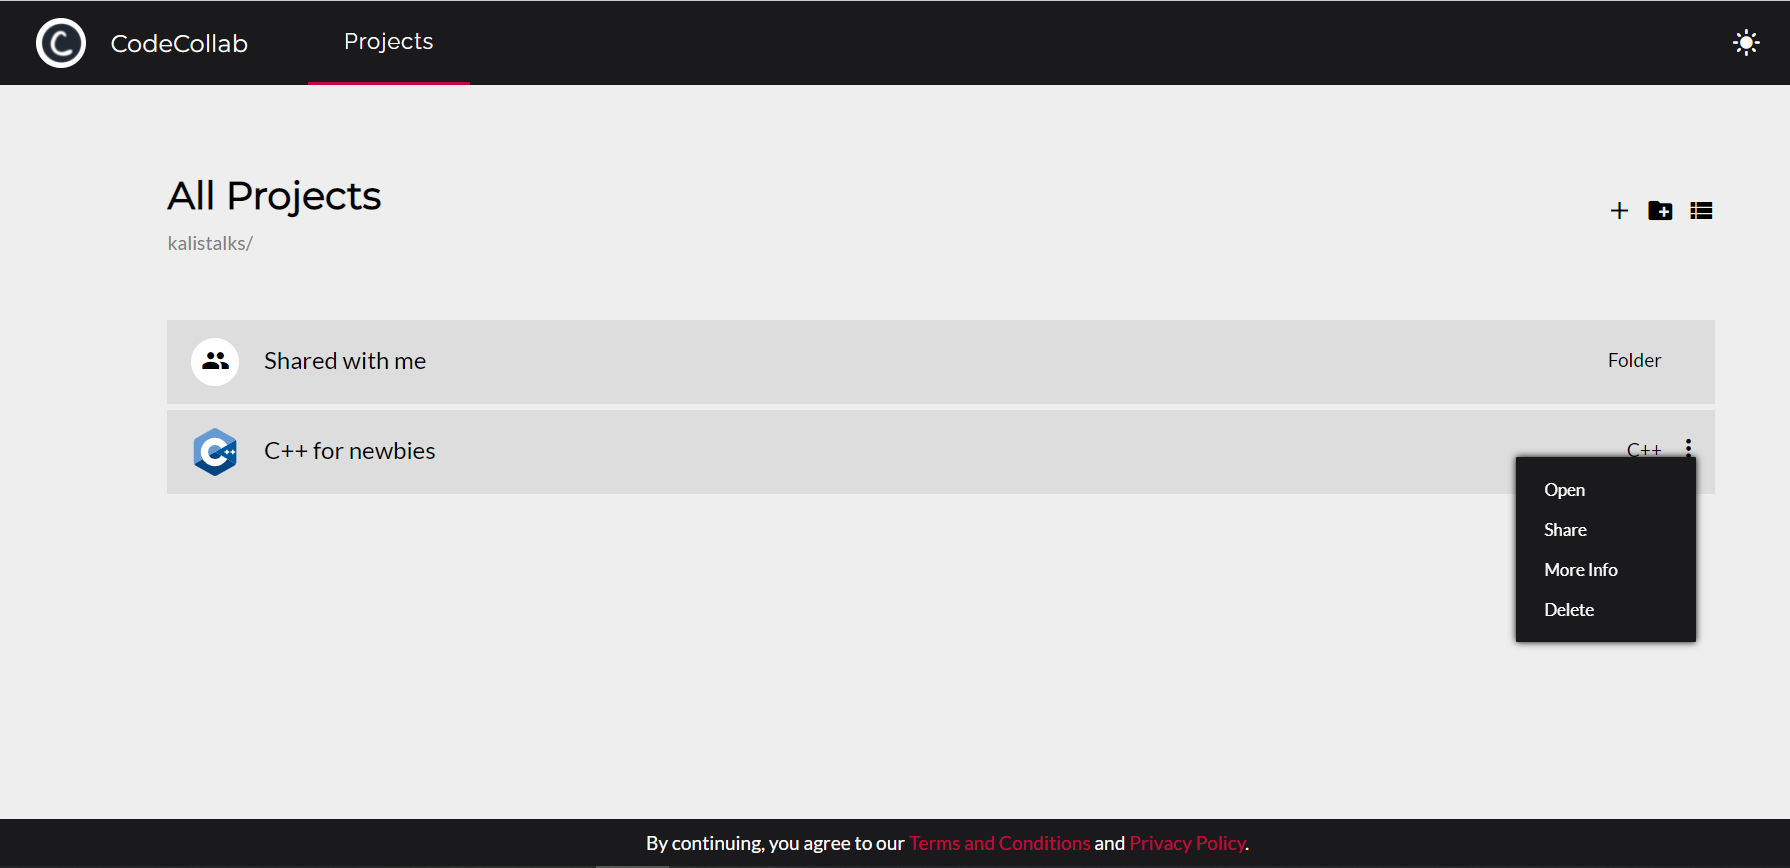 CodeCollab
Projects
All Projects
kalistalks/
Shared with me
Folder
C++ for newbies
C++
Open
Share
More Info
Delete
By continuing, you agree to our Terms and Conditions and Privacy Policy.